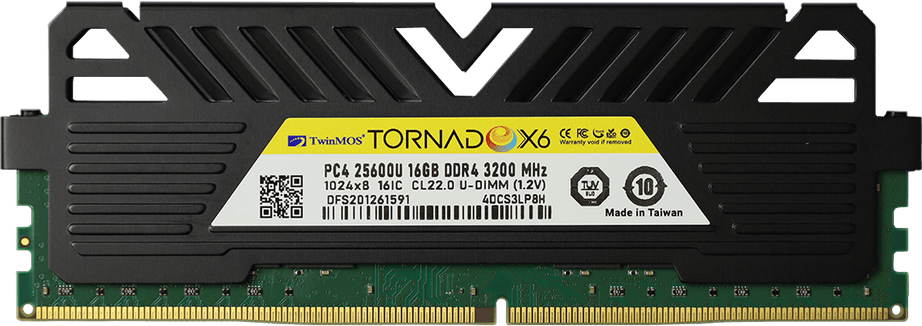 TwinMOS® TORNADO X6
Warranty void if removed
PC4 25600U 16GB DDR4 3200 MHz
1024x8 16IC CL22.0 U-DIMM (1.2V)
DFS201261591 4DCS3LP8H
TUV
10
Made in Taiwan